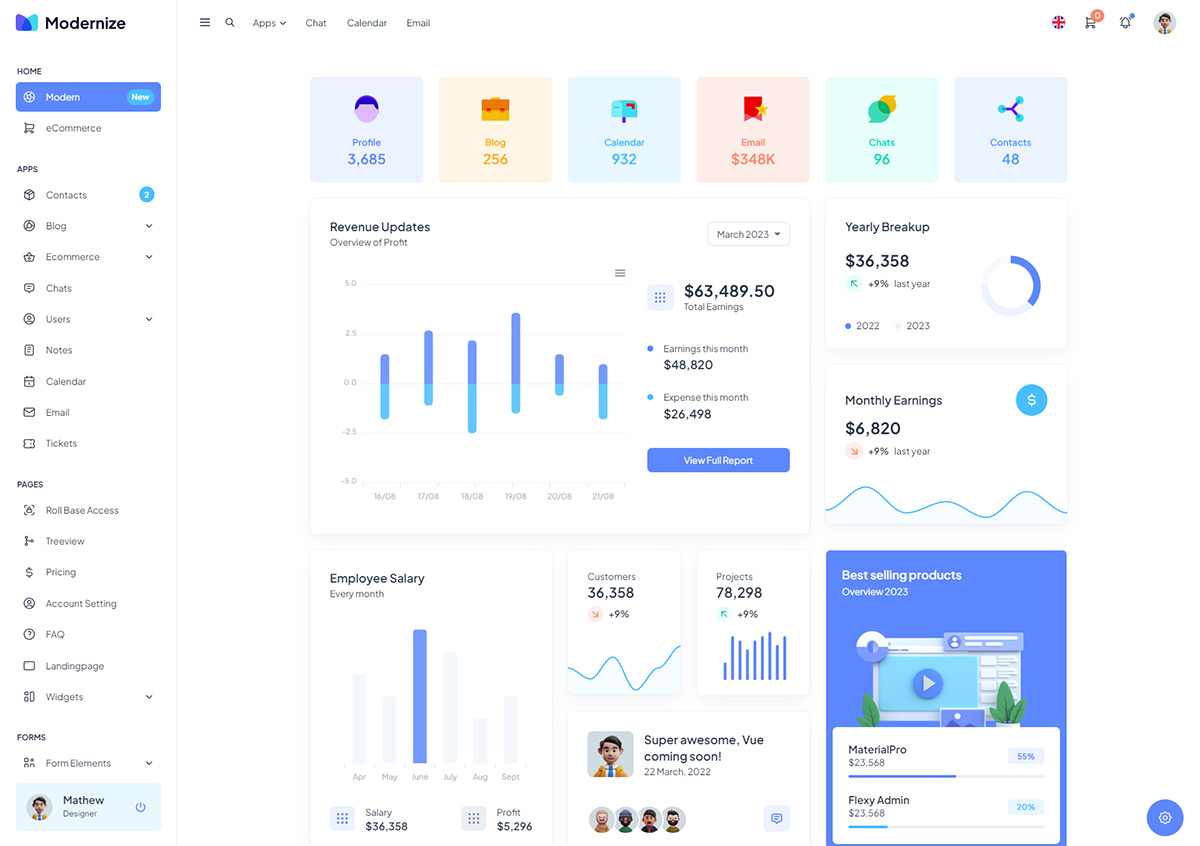 Modernize
Apps
Chat
Calendar
Email
0
HOME
Modern
New
eCommerce
APPS
Contacts
2
Blog
Ecommerce
Chats
Users
Notes
Calendar
Email
Tickets
PAGES
Roll Base Access
Treeview
Pricing
Account Setting
FAQ
Landingpage
Widgets
FORMS
Form Elements
Mathew
Designer
Profile
3,685
Blog
256
Calendar
932
Email
$348K
Chats
96
Contacts
48
Revenue Updates
Overview of Profit
March 2023
5.0
2.5
0.0
-2.5
-5.0
16/08
17/08
18/08
19/08
20/08
21/08
$63,489.50
Total Earnings
Earnings this month
$48,820
Expense this month
$26,498
View Full Report
Yearly Breakup
$36,358
+9% last year
2022
2023
Monthly Earnings
$
$6,820
+9% last year
Employee Salary
Every month
Apr
May
June
July
Aug
Sept
Salary
$36,358
Profit
$5,296
Customers
36,358
+9%
Projects
78,298
+9%
Super awesome, Vue
coming soon!
22 March, 2022
Best selling products
Overview 2023
MaterialPro
$23,568
55%
Flexy Admin
$23,568
20%